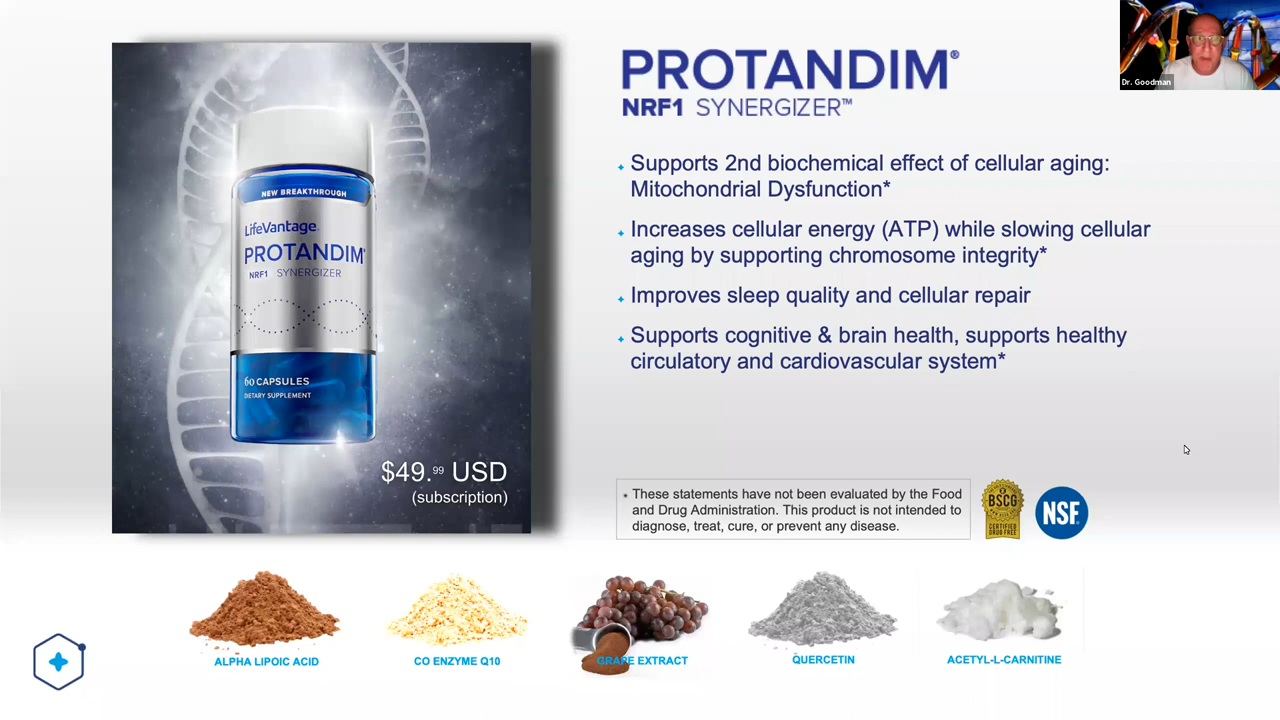 PROTANDIM®
NRF1 SYNERGIZER™
Dr. Goodman
NEW BREAKTHROUGH
LifeVantage®
PROTANDIM®
NRF1 SYNERGIZER
60 CAPSULES
DIETARY SUPPLEMENT
$49.99 USD
(subscription)
Supports 2nd biochemical effect of cellular aging:
Mitochondrial Dysfunction*
Increases cellular energy (ATP) while slowing cellular
aging by supporting chromosome integrity*
Improves sleep quality and cellular repair
Supports cognitive & brain health, supports healthy
circulatory and cardiovascular system*
* These statements have not been evaluated by the Food
and Drug Administration. This product is not intended to
diagnose, treat, cure, or prevent any disease.
BSCG
CERTIFIED
DRUG FREE
NSF
ALPHA LIPOIC ACID
CO ENZYME Q10
GRAPE EXTRACT
QUERCETIN
ACETYL-L-CARNITINE